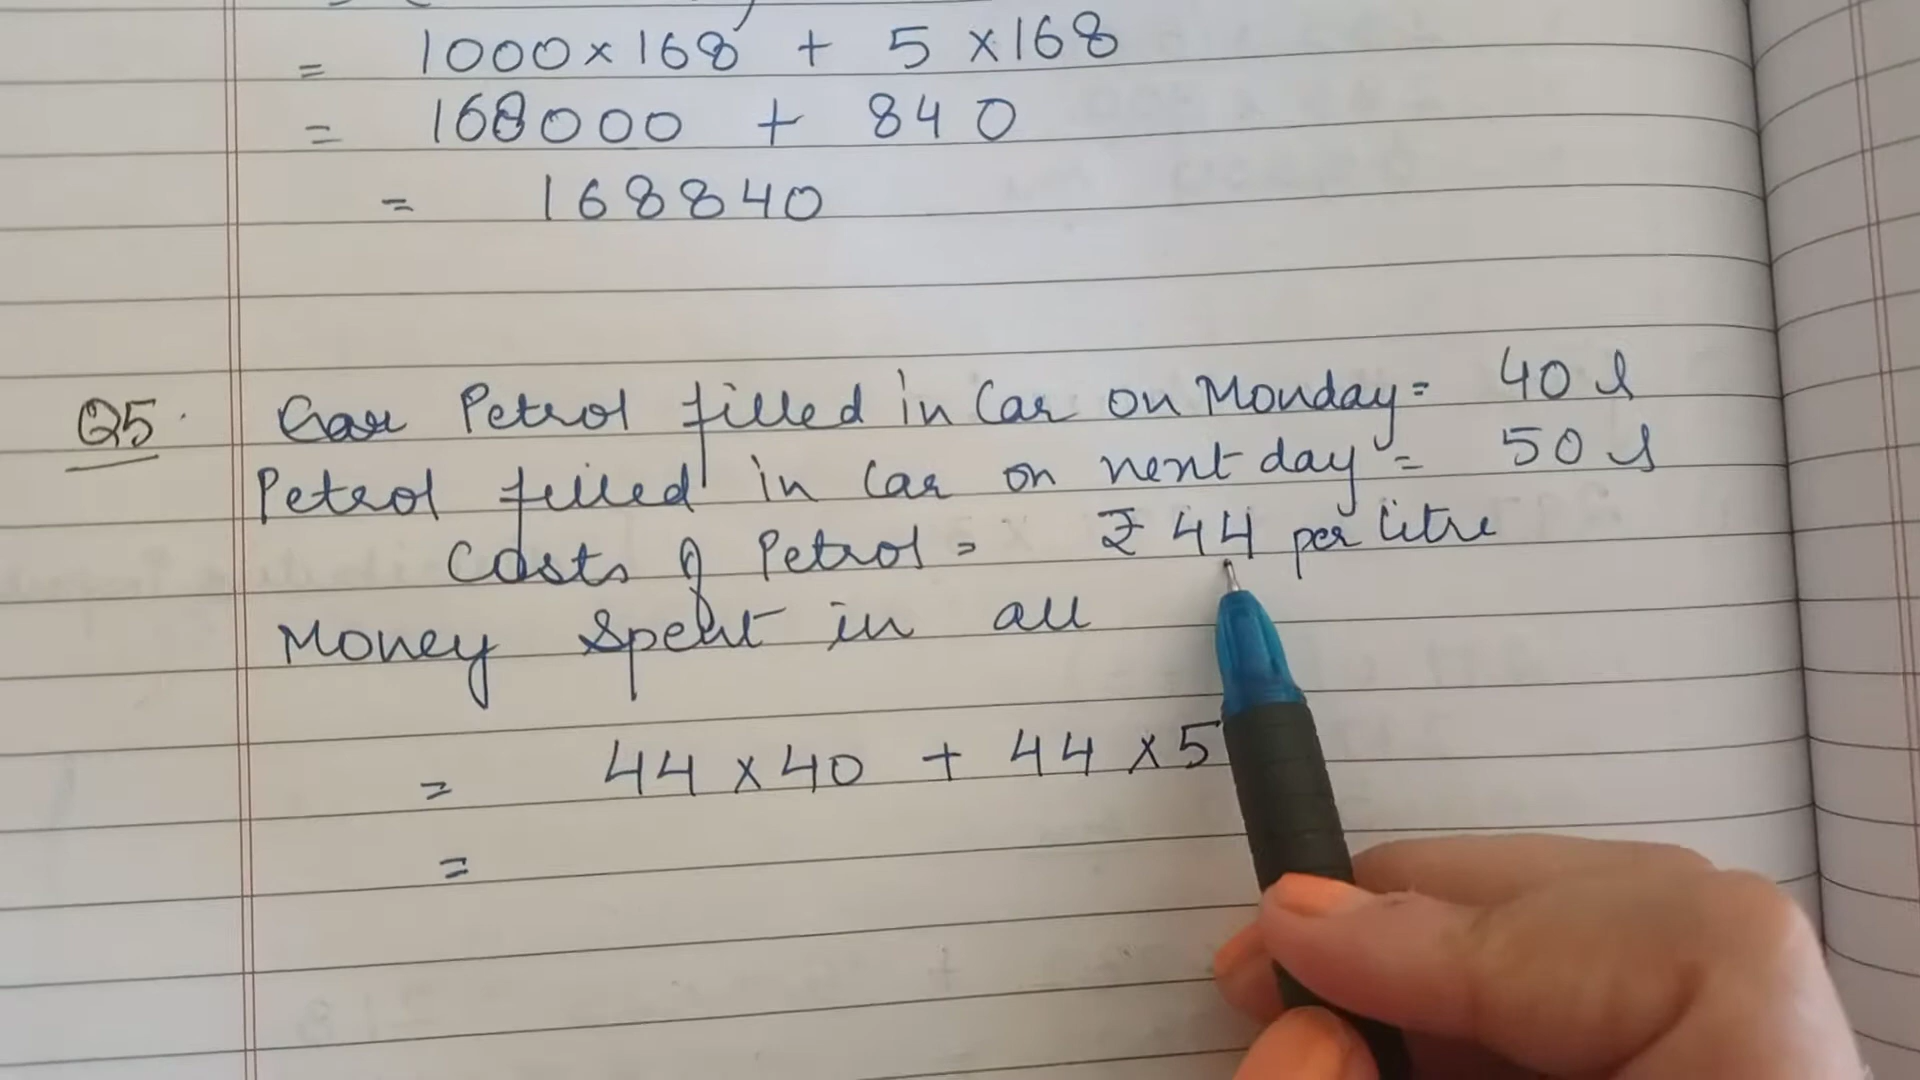 = 1000 × 168 + 5 × 168
= 168000 + 840
= 168840
Q5. Petrol filled in Car on Monday = 40 l
Petrol filled in Car on next day = 50 l
Costs of Petrol = ₹ 44 per litre
Money Spent in all
= 44 × 40 + 44 × 5
=